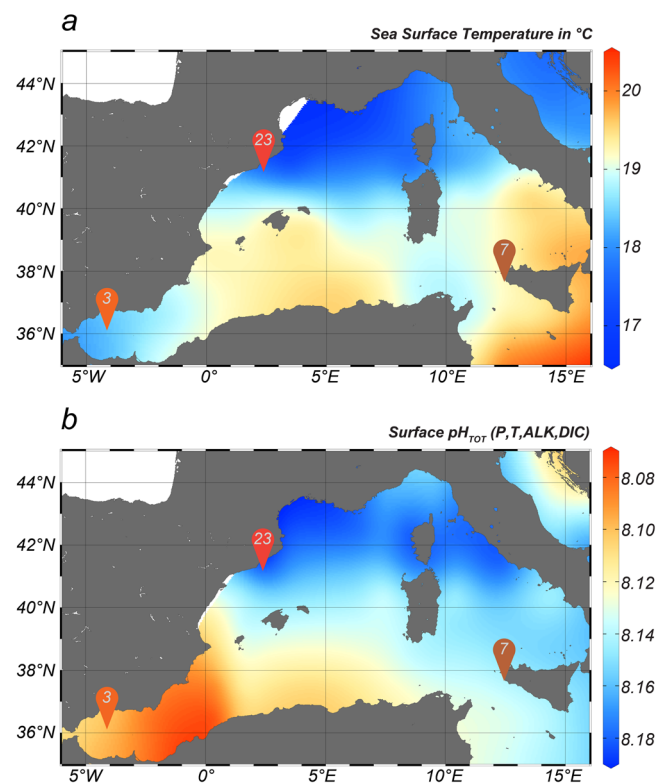 a
Sea Surface Temperature in °C
44°N
42°N
40°N
38°N
36°N
23
7
3
5°W
0°
5°E
10°E
15°E
20
19
18
17
b
Surface pH_TOT (P,T,ALK,DIC)
44°N
42°N
40°N
38°N
36°N
23
7
3
5°W
0°
5°E
10°E
15°E
8.08
8.10
8.12
8.14
8.16
8.18